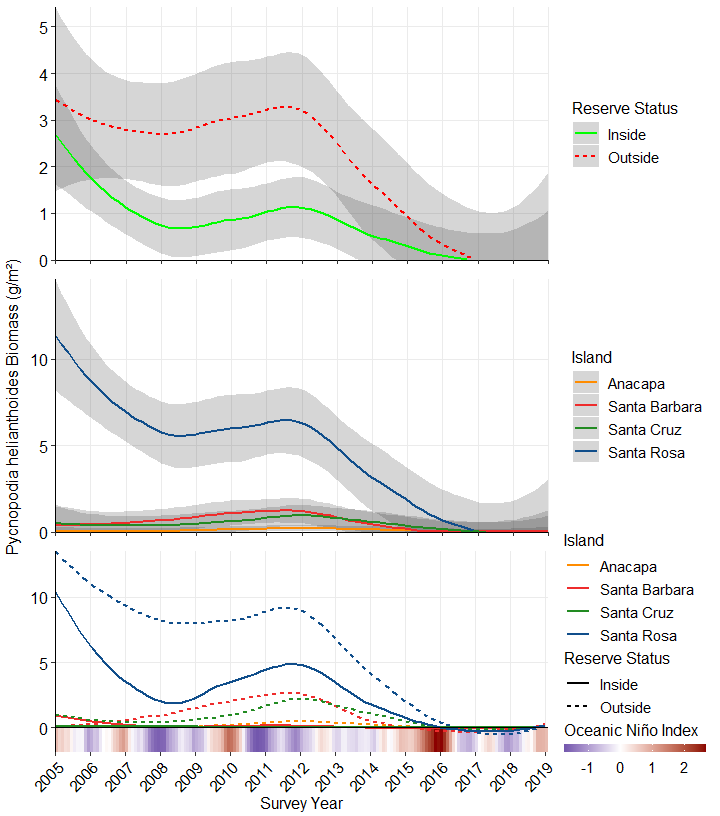 Pycnopodia helianthoides Biomass (g/m²)
5
4
3
2
1
0
Reserve Status
Inside
Outside
10
5
0
Island
Anacapa
Santa Barbara
Santa Cruz
Santa Rosa
10
5
0
Island
Anacapa
Santa Barbara
Santa Cruz
Santa Rosa
Reserve Status
Inside
Outside
Oceanic Niño Index
-1 0 1 2
2005 2006 2007 2008 2009 2010 2011 2012 2013 2014 2015 2016 2017 2018 2019
Survey Year